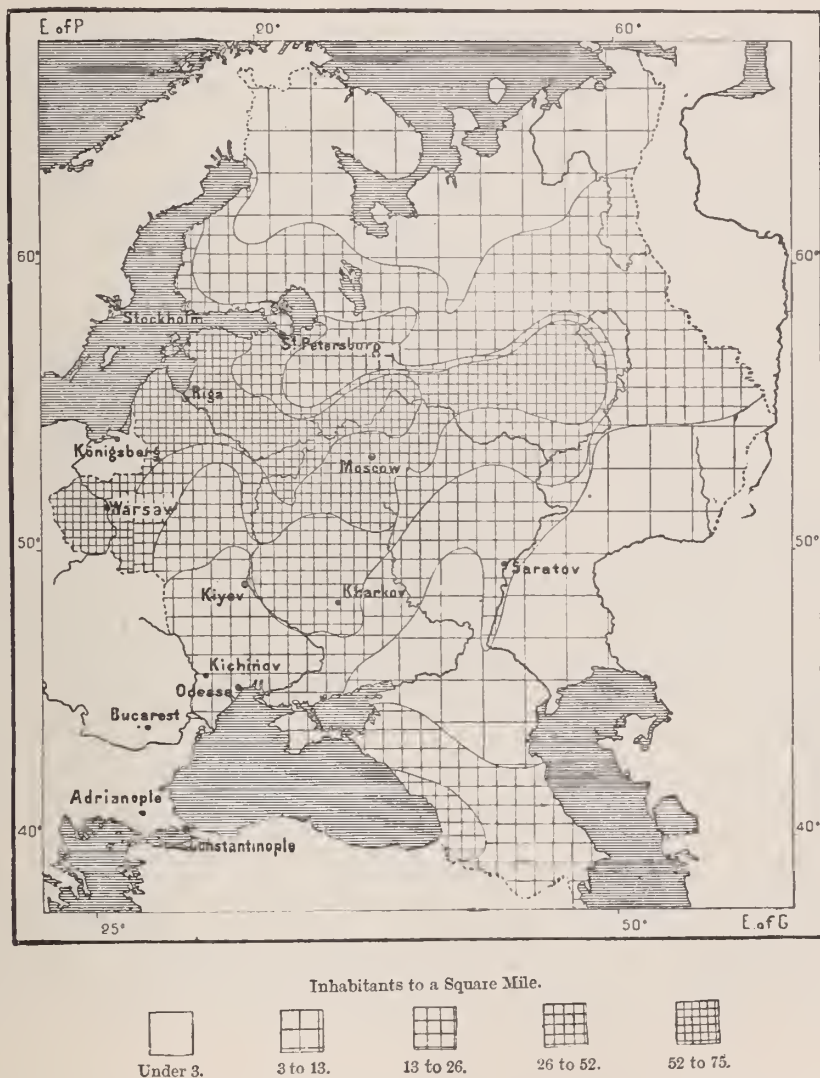 E. of P
20°
60°
60°
60°
Stockholm
St. Petersburg
Riga
Königsberg
Moscow
Warsaw
50°
50°
Saratov
Kiyev
Kharkov
Kichinov
Odessa
Bucarest
Adrianople
40°
40°
Constantinople
25°
50°
E. of G
Inhabitants to a Square Mile.
Under 3. 3 to 13. 13 to 26. 26 to 52. 52 to 75.